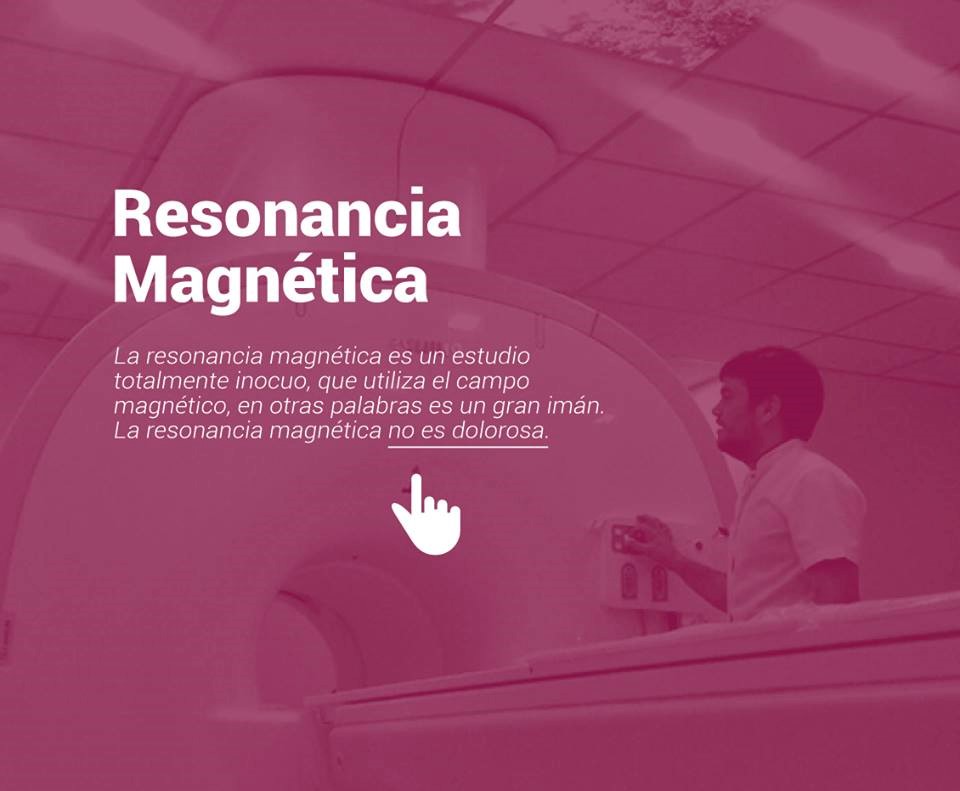 Resonancia
Magnética
La resonancia magnética es un estudio
totalmente inocuo, que utiliza el campo
magnético, en otras palabras es un gran imán.
La resonancia magnética no es dolorosa.